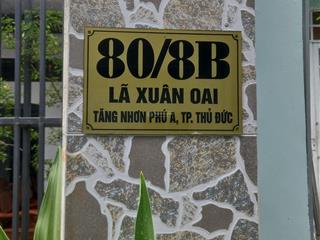 80/8B
LÃ XUÂN OAI
TĂNG NHƠN PHÚ A, TP. THỦ ĐỨC